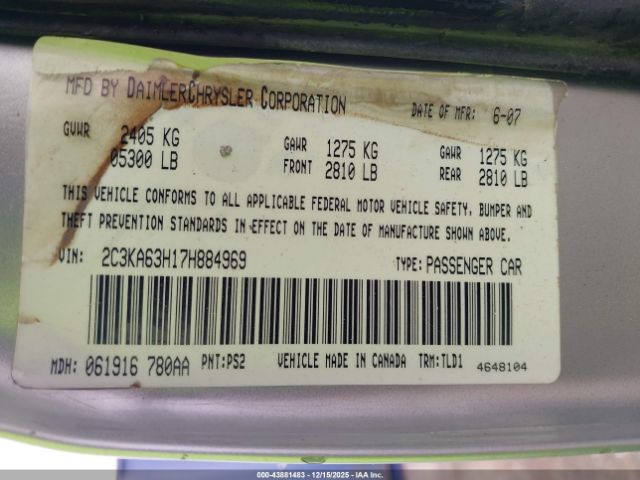 MFD BY DAIMLERCHRYSLER CORPORATION DATE OF MFR: 6-07
GVWR 2405 KG GAWR 1275 KG GAWR 1275 KG
05300 LB FRONT 2810 LB REAR 2810 LB
THIS VEHICLE CONFORMS TO ALL APPLICABLE FEDERAL MOTOR VEHICLE SAFETY, BUMPER AND
THEFT PREVENTION STANDARDS IN EFFECT ON THE DATE OF MANUFACTURE SHOWN ABOVE.
VIN: 2C3KA63H17H884969 TYPE: PASSENGER CAR
MDH: 061916 780AA PNT: PS2 VEHICLE MADE IN CANADA TRM: TLD1 4648104
000-43881483 - 12/15/2025 - IAA Inc.